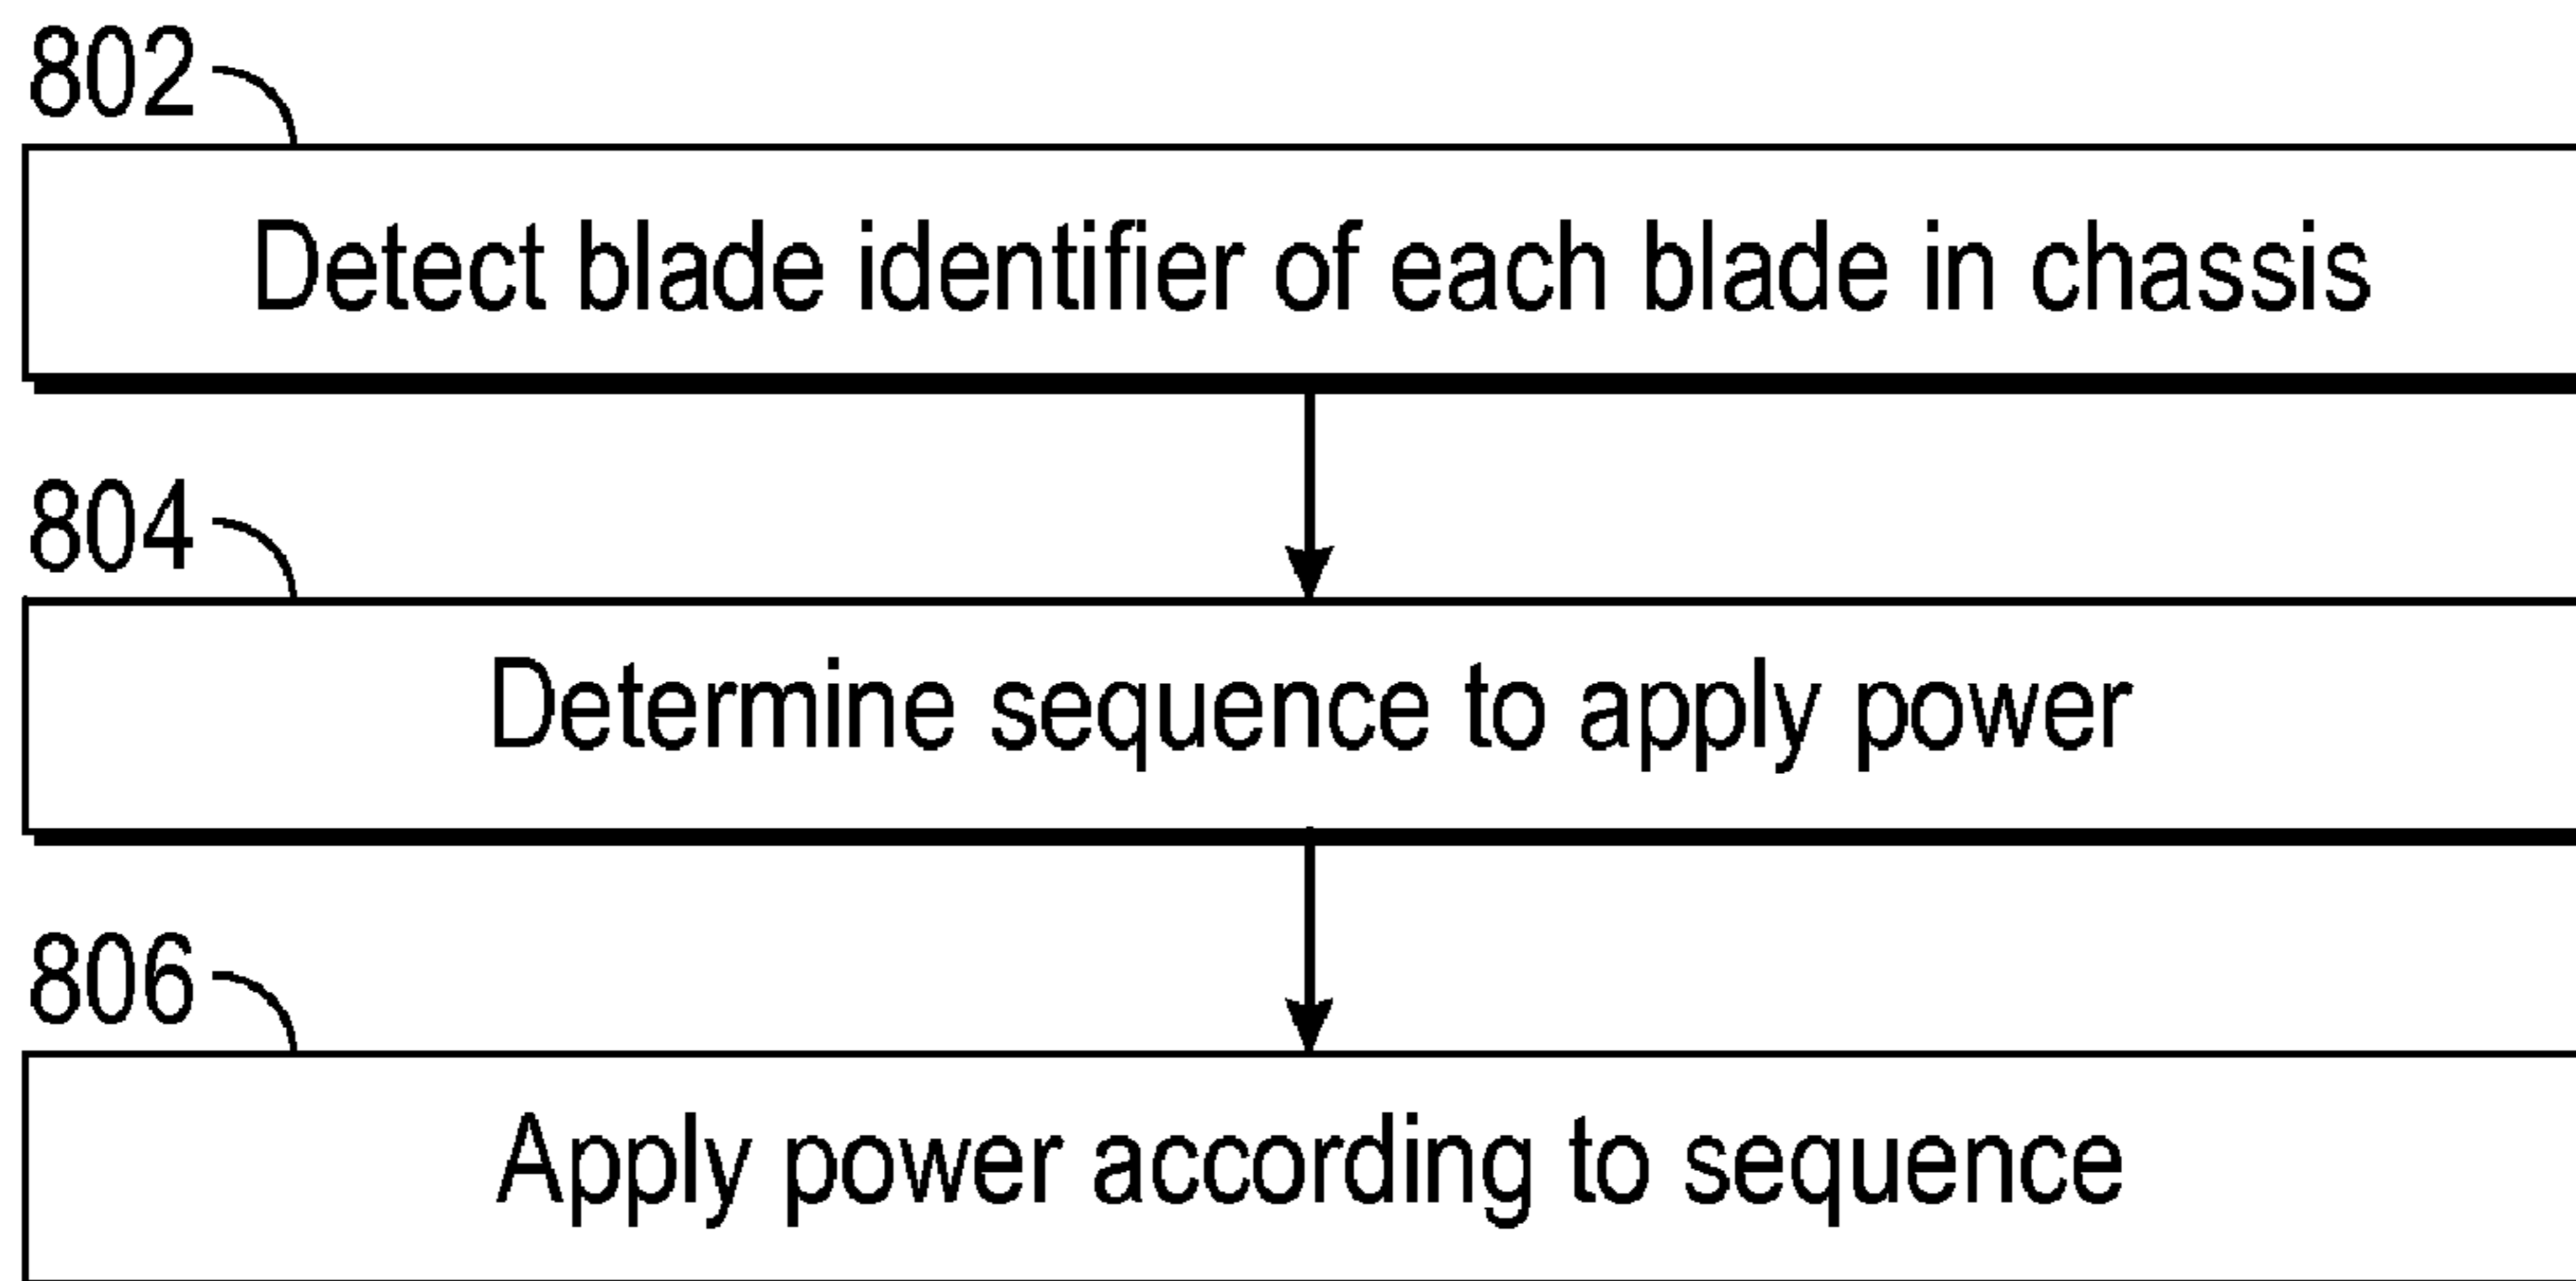 802
Detect blade identifier of each blade in chassis
804
Determine sequence to apply power
806
Apply power according to sequence